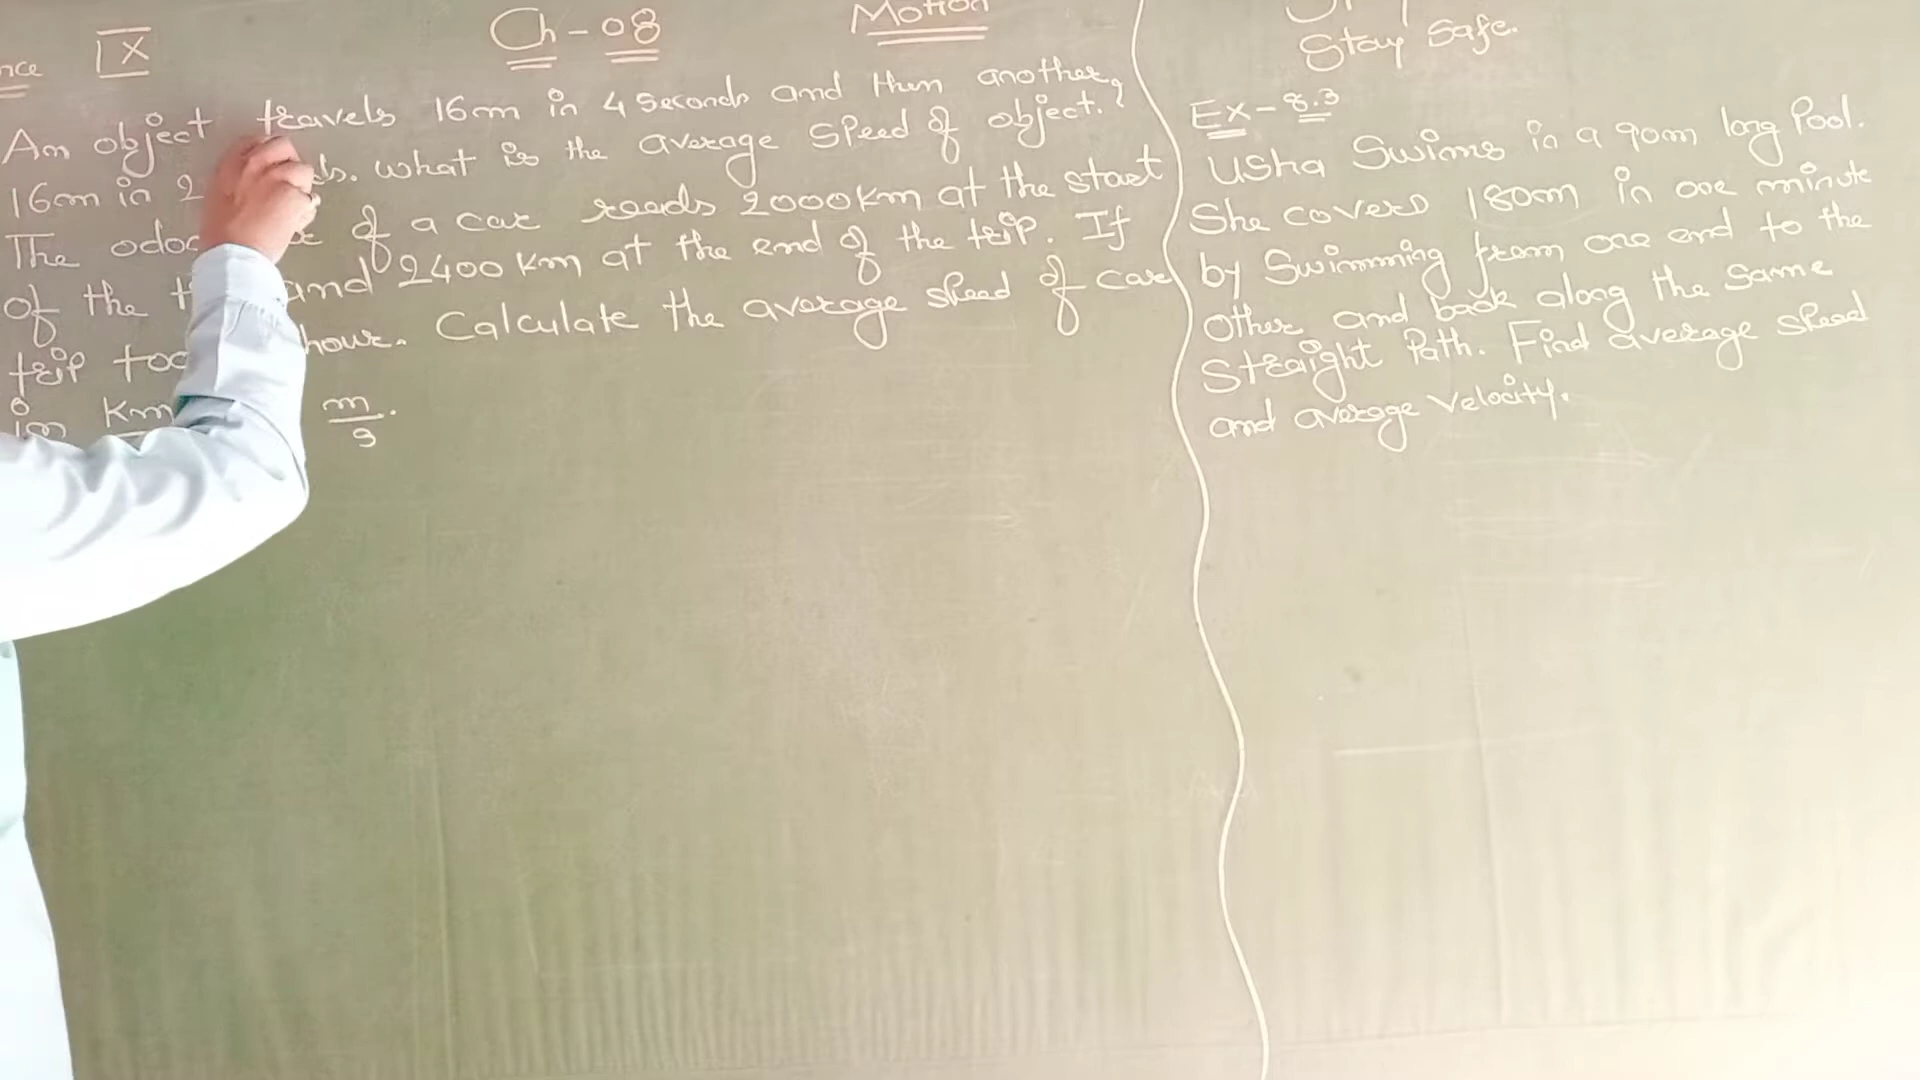 IX
Ch-08
Motion
An object travels 16m in 4 seconds and then another
16m in 2 what is the average speed of object.?
The of a car reads 2000km at the start
of the and 2400 km at the end of the trip. If
trip hour. Calculate the average speed of car
in Km m/s.
Stay Safe.
Ex-8.3
Usha Swims in a 90m long Pool.
She covers 180m in one minute
by Swimming from one end to the
Other and back along the same
Straight Path. Find average speed
and average velocity.